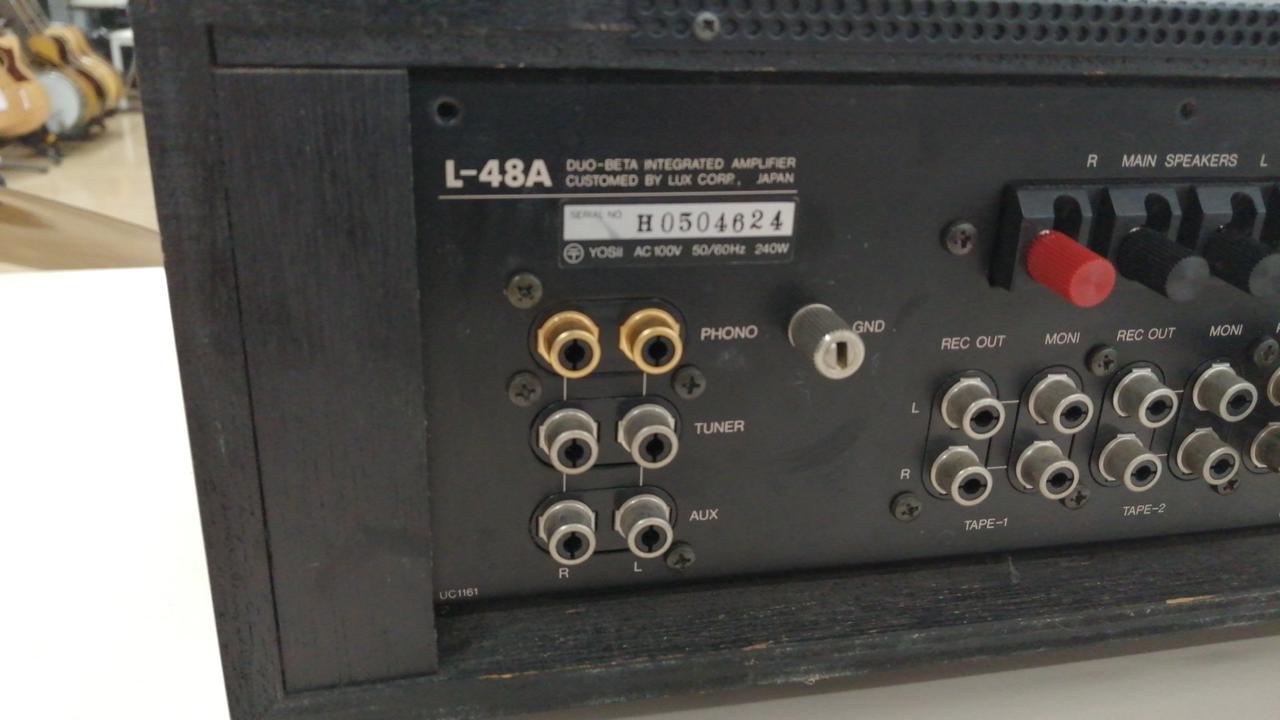 L-48A
DUO-BETA INTEGRATED AMPLIFIER
CUSTOMED BY LUX CORP., JAPAN
SERIAL NO
H0504624
YOSII AC100V 50/60Hz 240W
R MAIN SPEAKERS L
PHONO
GND
REC OUT MONI REC OUT MONI
TUNER
L
R
AUX
TAPE-1 TAPE-2
R L
UC1161